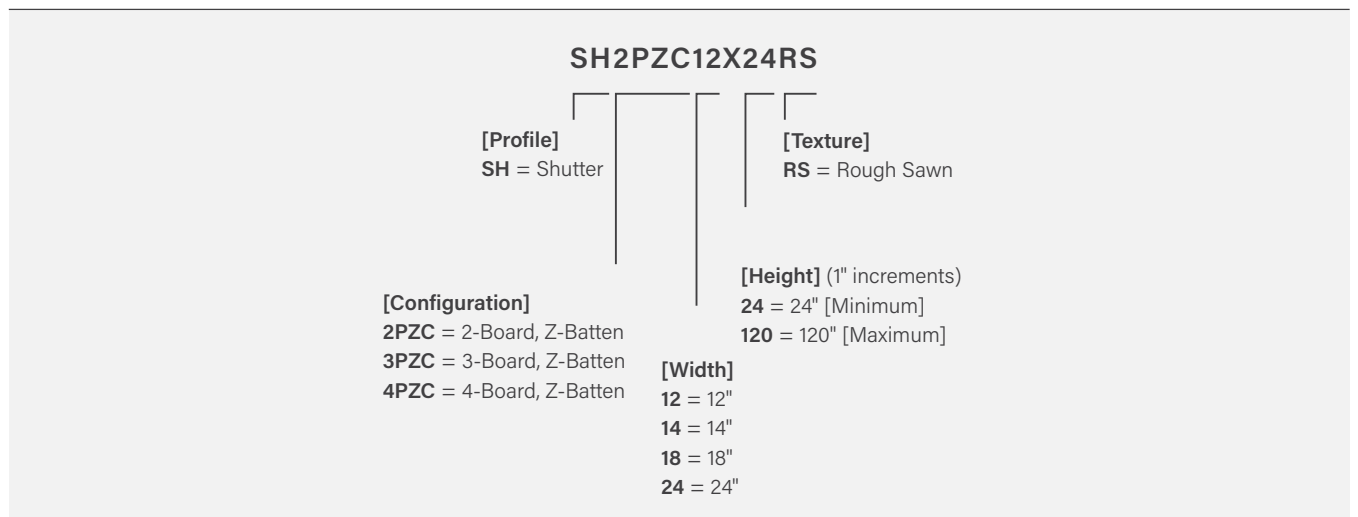 SH2PZC12X24RS
[Profile]
SH = Shutter
[Texture]
RS = Rough Sawn
[Configuration]
2PZC = 2-Board, Z-Batten
3PZC = 3-Board, Z-Batten
4PZC = 4-Board, Z-Batten
[Height] (1" increments)
24 = 24" [Minimum]
120 = 120" [Maximum]
[Width]
12 = 12"
14 = 14"
18 = 18"
24 = 24"